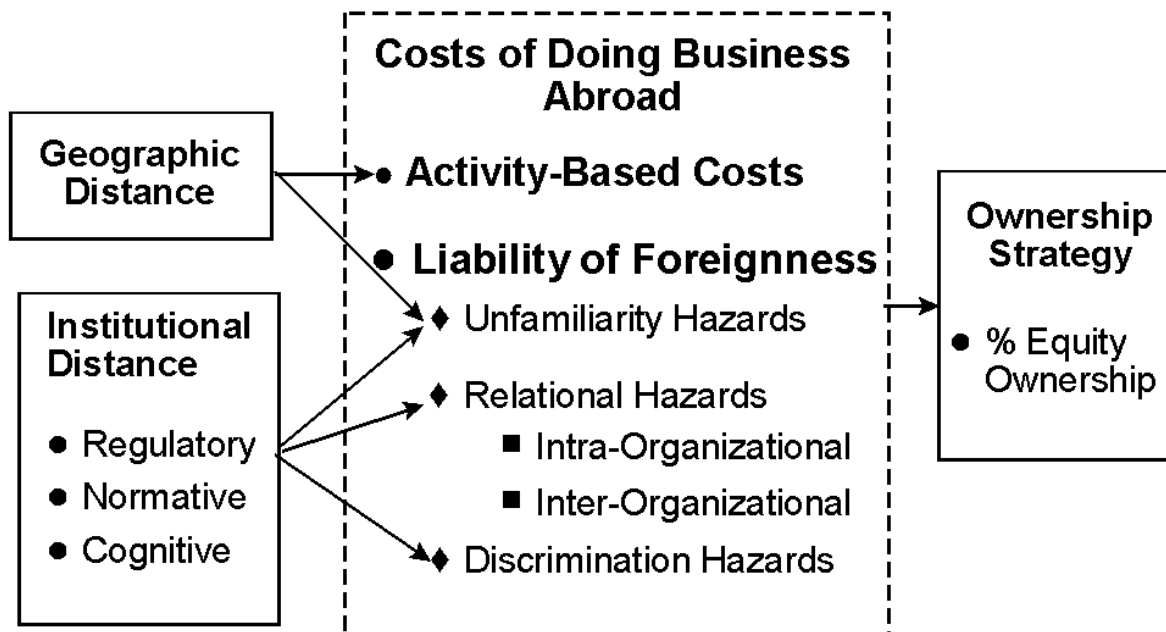 Costs of Doing Business
Abroad
Geographic
Distance
Institutional
Distance
● Regulatory
● Normative
● Cognitive
● Activity-Based Costs
● Liability of Foreignness
♦ Unfamiliarity Hazards
♦ Relational Hazards
■ Intra-Organizational
■ Inter-Organizational
♦ Discrimination Hazards
Ownership
Strategy
● % Equity
Ownership